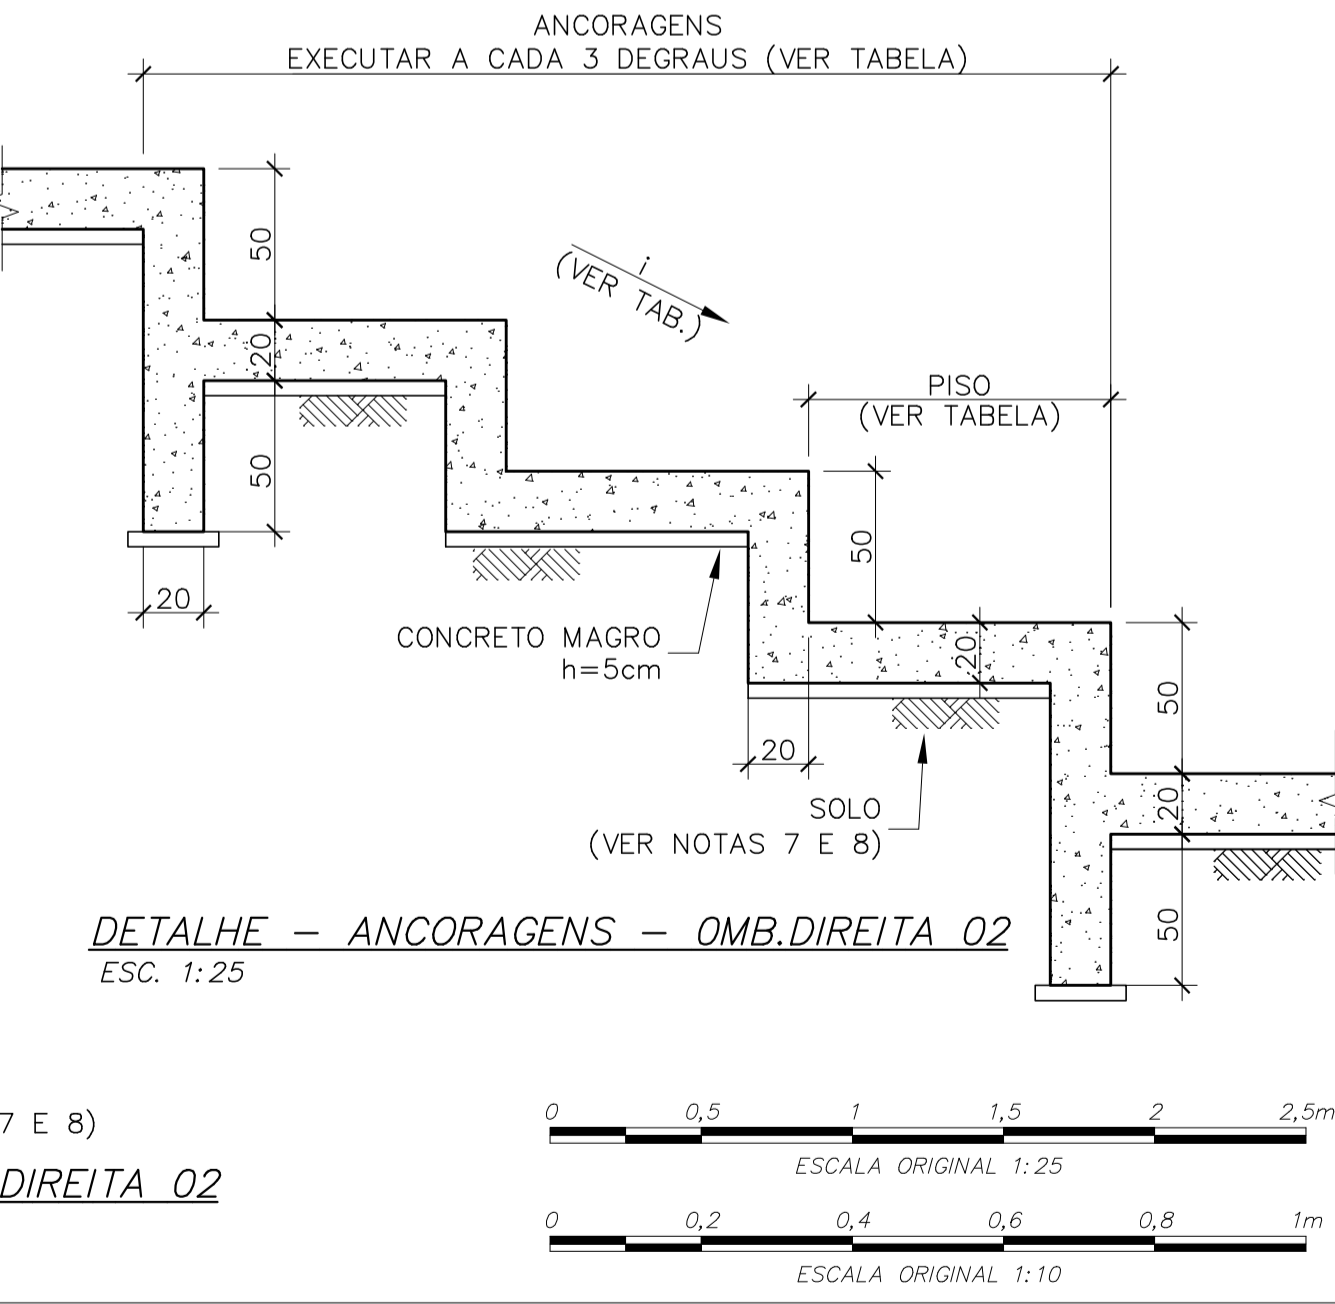 ANCORAGENS
EXECUTAR A CADA 3 DEGRAUS (VER TABELA)
50
20
50
20
i
(VER TAB.)
PISO
(VER TABELA)
50
20
20
CONCRETO MAGRO
h=5cm
SOLO
(VER NOTAS 7 E 8)
50
20
50
DETALHE – ANCORAGENS – OMB.DIREITA 02
ESC. 1:25
7 E 8)
DIREITA 02
0 0,5 1 1,5 2 2,5m
ESCALA ORIGINAL 1:25
0 0,2 0,4 0,6 0,8 1m
ESCALA ORIGINAL 1:10